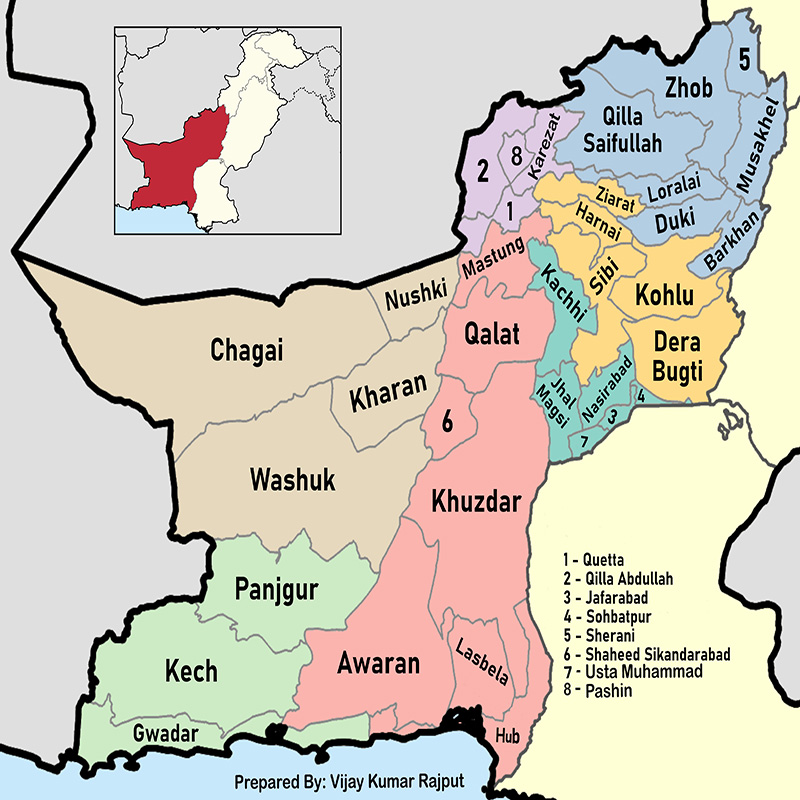 Zhob
5
Qilla
Saifullah
Musakhel
2
8
Karezat
1
Ziarat
Loralai
Harnai
Duki
Barkhan
Mastung
Kachhi
Sibi
Kohlu
Nushki
Chagai
Qalat
Dera
Bugti
Kharan
Jhal
Magsi
Nasirabad
4
3
7
6
Washuk
Khuzdar
Panjgur
Kech
Awaran
Lasbela
Gwadar
Hub
1 - Quetta
2 - Qilla Abdullah
3 - Jafarabad
4 - Sohbatpur
5 - Sherani
6 - Shaheed Sikandarabad
7 - Usta Muhammad
8 - Pashin
Prepared By: Vijay Kumar Rajput